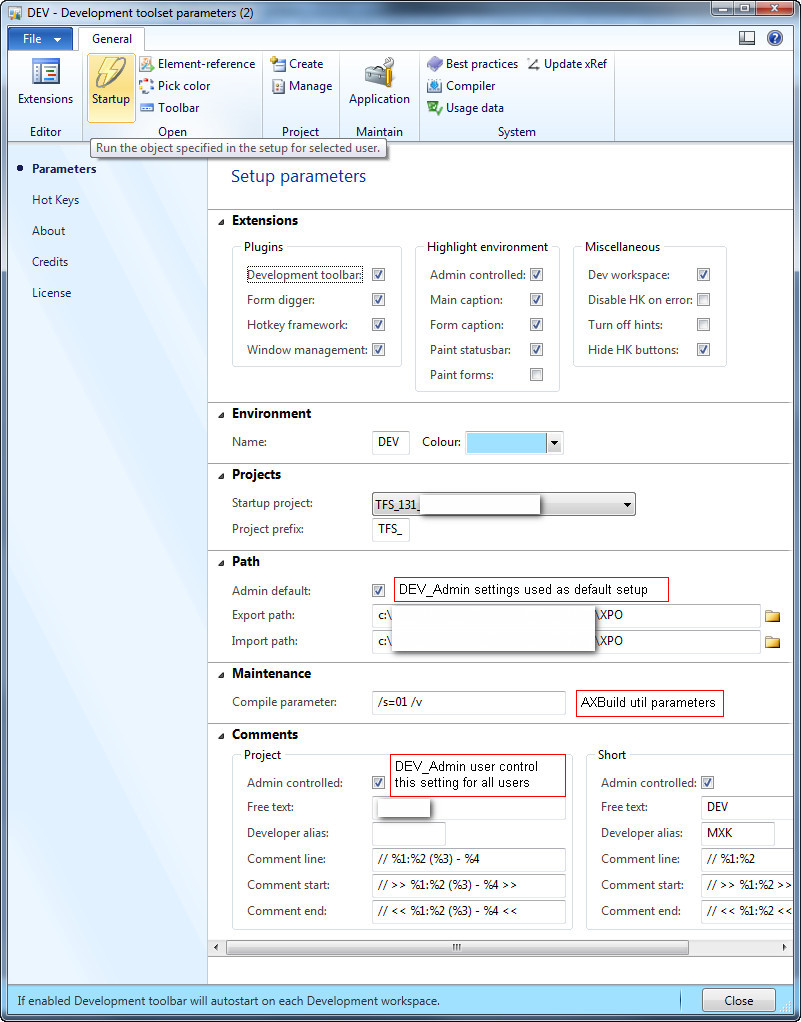 DEV - Development toolset parameters (2)
File General
Extensions
Editor
Startup
Element-reference
Pick color
Toolbar
Open
Create
Manage
Project
Application
Maintain
Best practices
Update xRef
Compiler
Usage data
System
Run the object specified in the setup for selected user.
Parameters
Hot Keys
About
Credits
License
Setup parameters
Extensions
Plugins
Development toolbar:
Form digger:
Hotkey framework:
Window management:
Highlight environment
Admin controlled:
Main caption:
Form caption:
Paint statusbar:
Paint forms:
Miscellaneous
Dev workspace:
Disable HK on error:
Turn off hints:
Hide HK buttons:
Environment
Name: DEV Colour:
Projects
Startup project: TFS_131_
Project prefix: TFS_
Path
Admin default: DEV_Admin settings used as default setup
Export path: c:\ \XPO
Import path: c:\ \XPO
Maintenance
Compile parameter: /s=01 /v AXBuild util parameters
Comments
Project
DEV_Admin user control
this setting for all users
Admin controlled:
Free text:
Developer alias:
Comment line: // %1:%2 (%3) - %4
Comment start: // >> %1:%2 (%3) - %4 >>
Comment end: // << %1:%2 (%3) - %4 <<
Short
Admin controlled:
Free text: DEV
Developer alias: MXK
Comment line: // %1:%2
Comment start: // >> %1:%2 >>
Comment end: // << %1:%2 <<
If enabled Development toolbar will autostart on each Development workspace.
Close